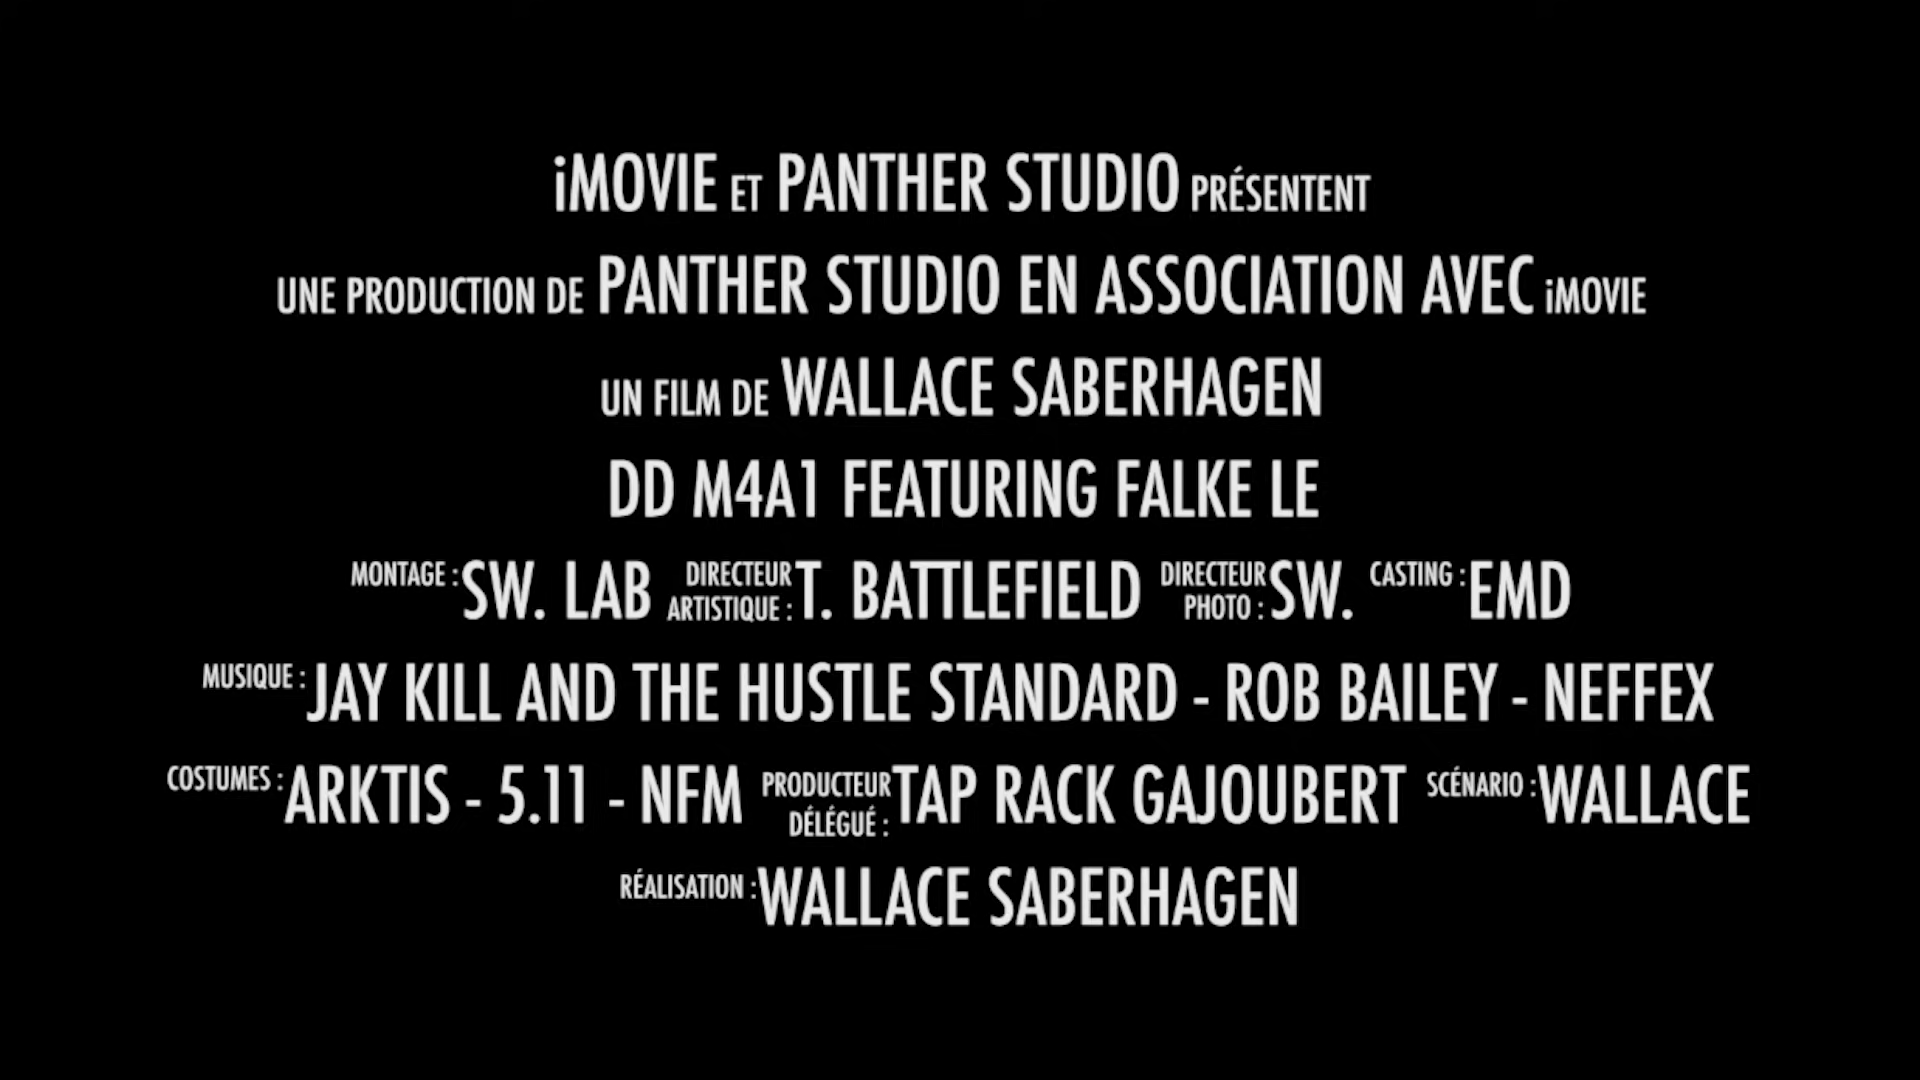 iMOVIE ET PANTHER STUDIO PRÉSENTENT
UNE PRODUCTION DE PANTHER STUDIO EN ASSOCIATION AVEC iMOVIE
UN FILM DE WALLACE SABERHAGEN
DD M4A1 FEATURING FALKE LE
MONTAGE : SW. LAB DIRECTEUR ARTISTIQUE : T. BATTLEFIELD DIRECTEUR PHOTO : SW. CASTING : EMD
MUSIQUE : JAY KILL AND THE HUSTLE STANDARD - ROB BAILEY - NEFFEX
COSTUMES : ARKTIS - 5.11 - NFM PRODUCTEUR DÉLÉGUÉ : TAP RACK GAJOUBERT SCÉNARIO : WALLACE
RÉALISATION : WALLACE SABERHAGEN